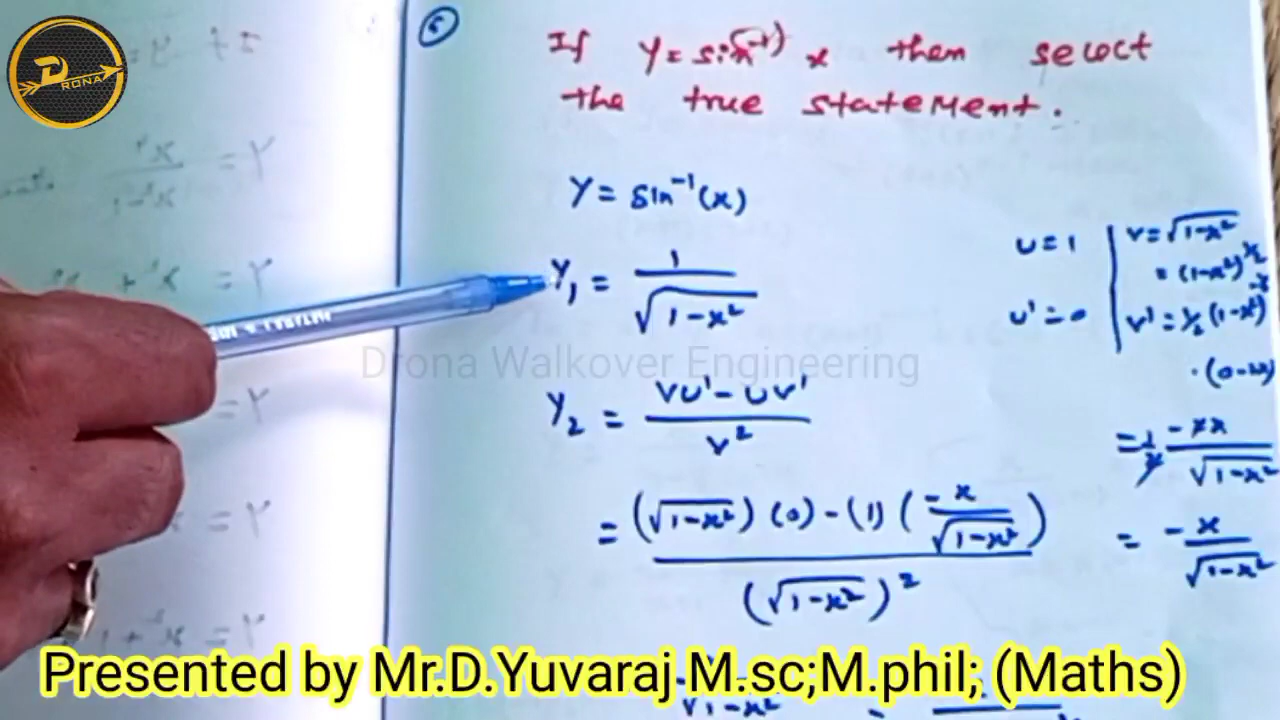 DRONA
5
If y = sin^(-1) x then select
the true statement.
Y = Sin⁻¹(x)
Y₁ = 1 / √(1-x²)
Y₂ = (vu' - uv') / v²
= ((√(1-x²)) (0) - (1) (-x / √(1-x²))) / (√(1-x²))²
u = 1
u' = 0
v = √(1-x²)
= (1-x²)^(1/2)
v' = 1/2 (1-x²)
· (0-2x)
= 1/2 -2x / √(1-x²)
= -x / √(1-x²)
Drona Walkover Engineering
Presented by Mr.D.Yuvaraj M.sc;M.phil; (Maths)